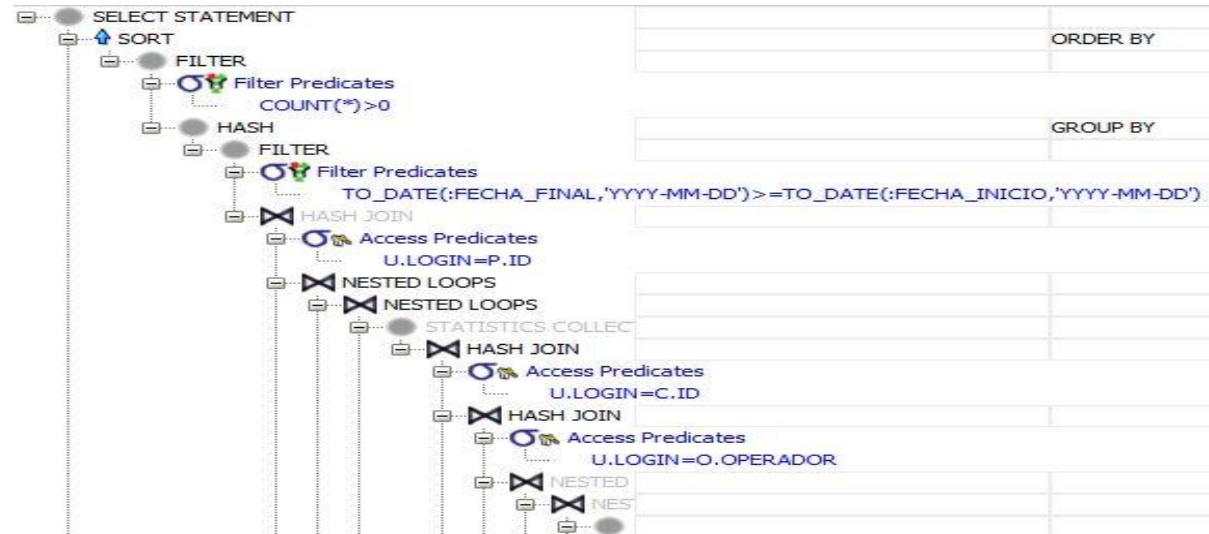 SELECT STATEMENT
SORT ORDER BY
FILTER
Filter Predicates
COUNT(*)>0
HASH GROUP BY
FILTER
Filter Predicates
TO_DATE(:FECHA_FINAL,'YYYY-MM-DD')>=TO_DATE(:FECHA_INICIO,'YYYY-MM-DD')
HASH JOIN
Access Predicates
U.LOGIN=P.ID
NESTED LOOPS
NESTED LOOPS
STATISTICS COLLEC
HASH JOIN
Access Predicates
U.LOGIN=C.ID
HASH JOIN
Access Predicates
U.LOGIN=O.OPERADOR
NESTED
NES